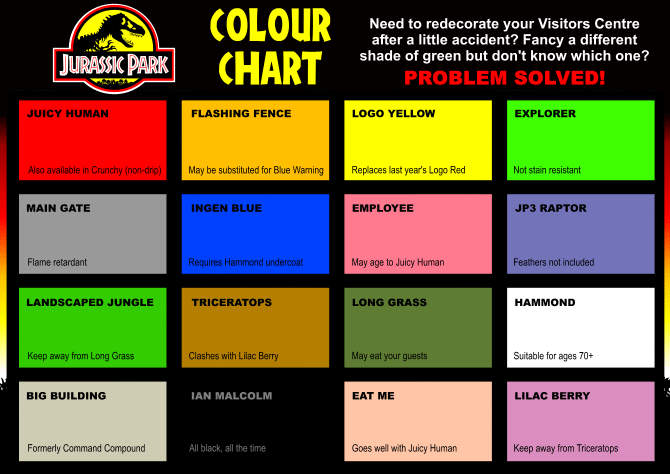 JURASSIC PARK
COLOUR
CHART
Need to redecorate your Visitors Centre
after a little accident? Fancy a different
shade of green but don't know which one?
PROBLEM SOLVED!
JUICY HUMAN
Also available in Crunchy (non-drip)
FLASHING FENCE
May be substituted for Blue Warning
LOGO YELLOW
Replaces last year's Logo Red
EXPLORER
Not stain resistant
MAIN GATE
Flame retardant
INGEN BLUE
Requires Hammond undercoat
EMPLOYEE
May age to Juicy Human
JP3 RAPTOR
Feathers not included
LANDSCAPED JUNGLE
Keep away from Long Grass
TRICERATOPS
Clashes with Lilac Berry
LONG GRASS
May eat your guests
HAMMOND
Suitable for ages 70+
BIG BUILDING
Formerly Command Compound
IAN MALCOLM
All black, all the time
EAT ME
Goes well with Juicy Human
LILAC BERRY
Keep away from Triceratops